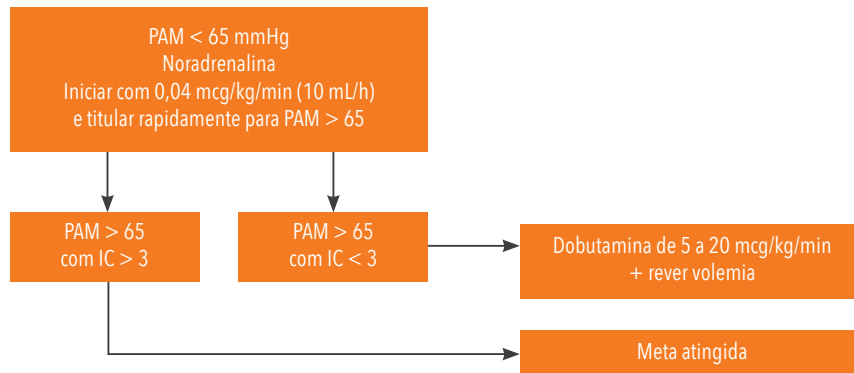 PAM < 65 mmHg
Noradrenalina
Iniciar com 0,04 mcg/kg/min (10 mL/h)
e titular rapidamente para PAM > 65
PAM > 65
com IC > 3
PAM > 65
com IC < 3
Dobutamina de 5 a 20 mcg/kg/min
+ rever volemia
Meta atingida